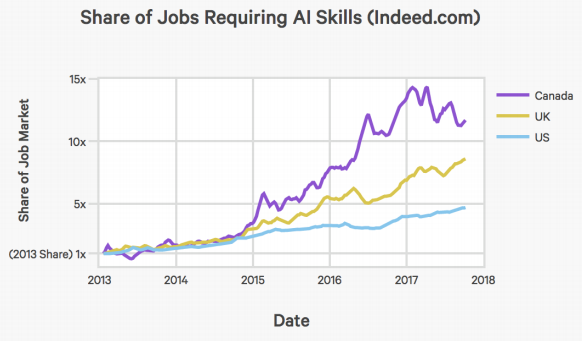 Share of Jobs Requiring AI Skills (Indeed.com)
Share of Job Market
15x
10x
5x
(2013 Share) 1x
2013 2014 2015 2016 2017 2018
Date
Canada
UK
US